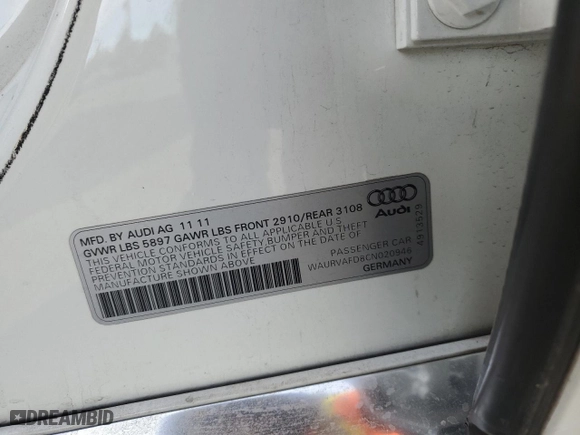 MFD. BY AUDI AG 11 11
GVWR LBS 5897 GAWR LBS FRONT 2910/REAR 3108
THIS VEHICLE CONFORMS TO ALL APPLICABLE U.S.
FEDERAL MOTOR VEHICLE SAFETY BUMPER AND THEFT
PREVENTION STANDARDS IN EFFECT ON THE DATE OF
MANUFACTURE SHOWN ABOVE.
Audi
4913529
PASSENGER CAR
WAURVAFD8CN020946
GERMANY
DREAMBID